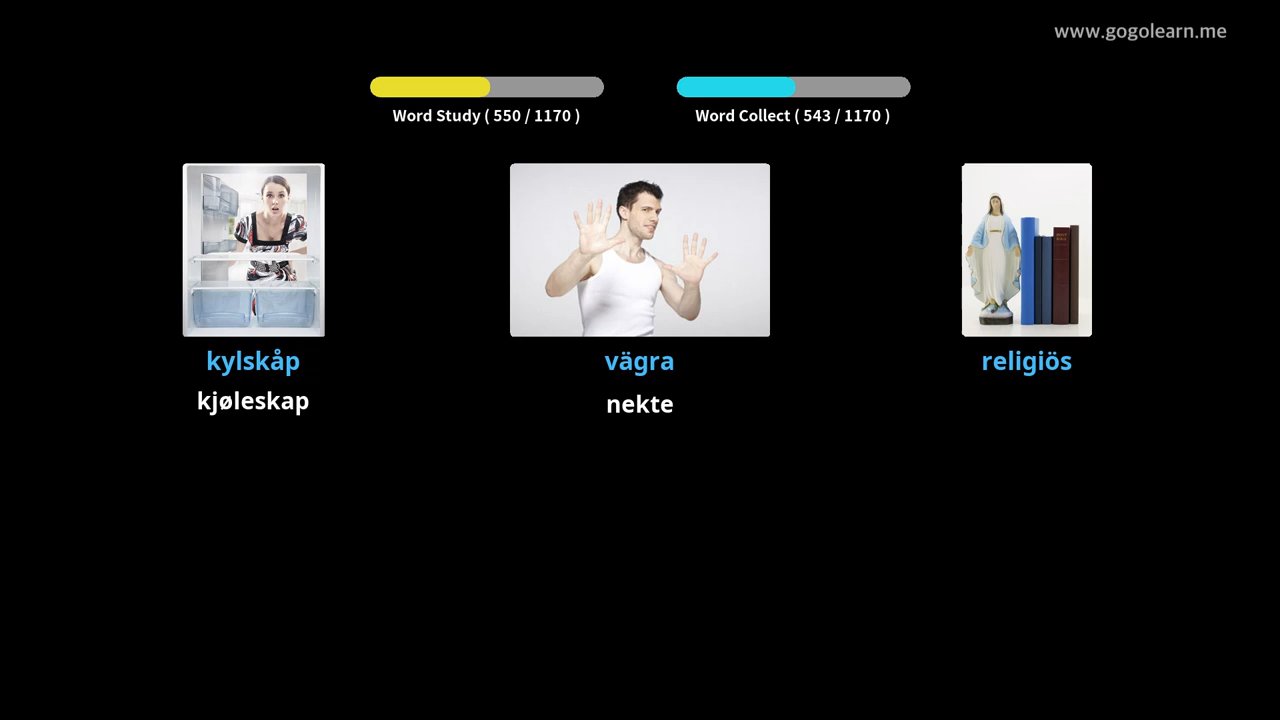 www.gogolearn.me
Word Study ( 550 / 1170 )
Word Collect ( 543 / 1170 )
kylskåp
vägra
religiös
kjøleskap
nekte